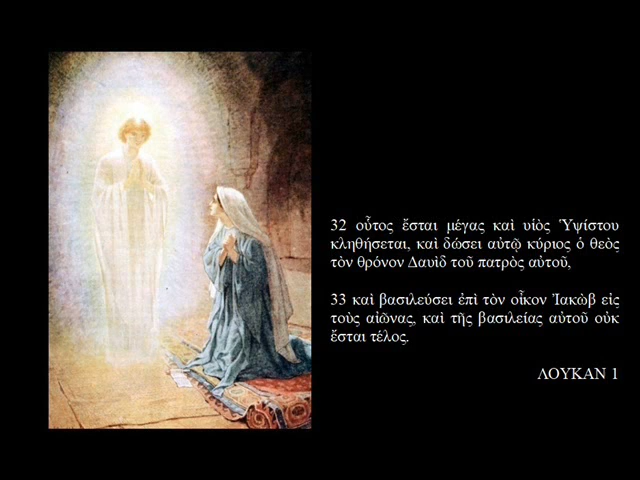 32 οὗτος ἔσται μέγας καὶ υἱὸς Ὑψίστου
κληθήσεται, καὶ δώσει αὐτῷ κύριος ὁ θεὸς
τὸν θρόνον Δαυὶδ τοῦ πατρὸς αὐτοῦ,
33 καὶ βασιλεύσει ἐπὶ τὸν οἶκον Ἰακὼβ εἰς
τοὺς αἰῶνας, καὶ τῆς βασιλείας αὐτοῦ οὐκ
ἔσται τέλος.
ΛΟΥΚΑΝ 1